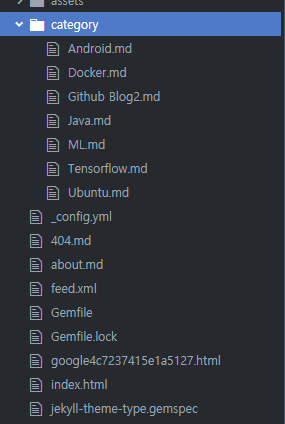 assets
category
Android.md
Docker.md
Github Blog2.md
Java.md
ML.md
Tensorflow.md
Ubuntu.md
_config.yml
404.md
about.md
feed.xml
Gemfile
Gemfile.lock
google4c7237415e1a5127.html
index.html
jekyll-theme-type.gemspec